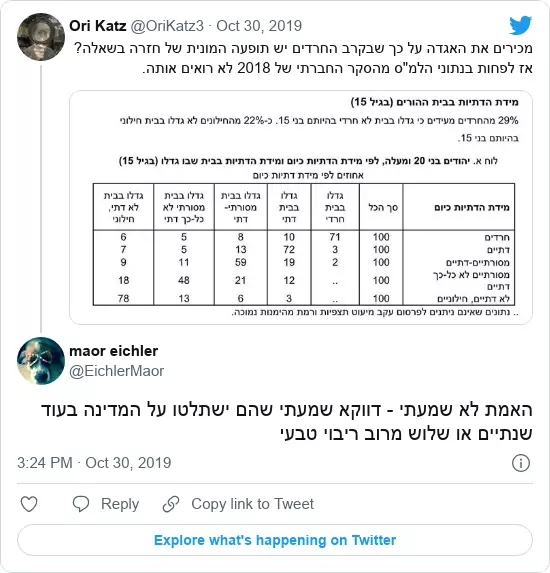 Ori Katz @OriKatz3 · Oct 30, 2019
מכירים את האגדה על כך שבקרב החרדים יש תופעה המונית של חזרה בשאלה?
אז לפחות בנתוני הלמ"ס מהסקר החברתי של 2018 לא רואים אותה.
מידת הדתיות בבית ההורים (בגיל 15)
29% מהחרדים מעידים כי גדלו בבית לא חרדי בהיותם בני 15. כ-22% מהחילונים לא גדלו בבית חילוני
בהיותם בני 15.
לוח א. יהודים בני 20 ומעלה, לפי מידת הדתיות כיום ומידת הדתיות בבית שבו גדלו (בגיל 15)
אחוזים לפי מידת דתיות כיום
מידת הדתיות כיום סך הכל גדלו בבית חרדי גדלו בבית דתי גדלו בבית מסורתי-דתי גדלו בבית מסורתי לא כל-כך דתי גדלו בבית לא דתי, חילוני
חרדים 100 71 10 8 5 6
דתיים 100 3 72 13 5 7
מסורתיים-דתיים 100 2 19 59 11 9
מסורתיים לא כל-כך דתיים 100 .. 12 21 48 18
לא דתיים, חילוניים 100 .. 3 6 13 78
.. נתונים שאינם ניתנים לפרסום עקב מיעוט תצפיות ורמת מהימנות נמוכה.
maor eichler
@EichlerMaor
האמת לא שמעתי - דווקא שמעתי שהם ישתלטו על המדינה בעוד
שנתיים או שלוש מרוב ריבוי טבעי
3:24 PM · Oct 30, 2019
Reply Copy link to Tweet
Explore what's happening on Twitter